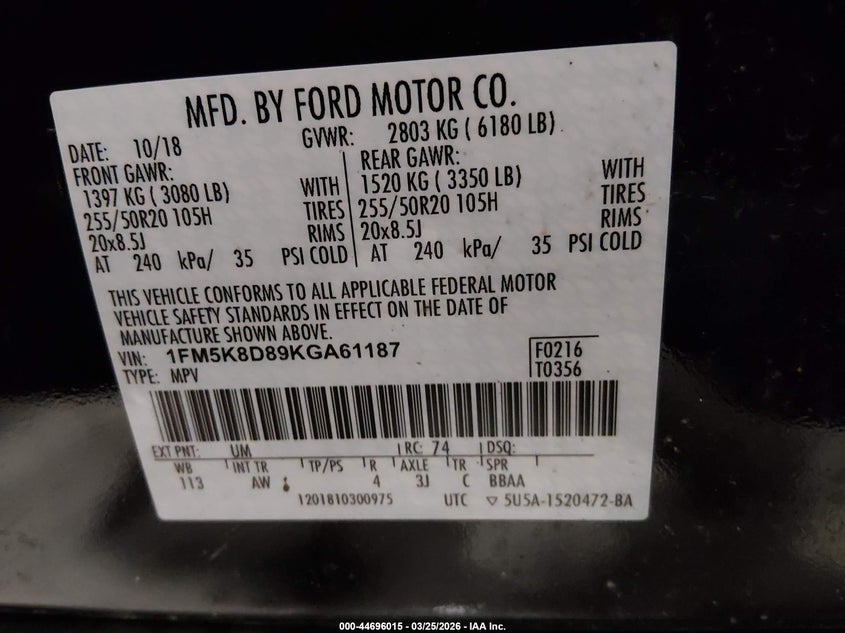 MFD. BY FORD MOTOR CO.
DATE: 10/18 GVWR: 2803 KG ( 6180 LB)
FRONT GAWR: REAR GAWR:
1397 KG ( 3080 LB) WITH 1520 KG ( 3350 LB) WITH
255/50R20 105H TIRES 255/50R20 105H TIRES
20x8.5J RIMS 20x8.5J RIMS
AT 240 kPa/ 35 PSI COLD AT 240 kPa/ 35 PSI COLD
THIS VEHICLE CONFORMS TO ALL APPLICABLE FEDERAL MOTOR
VEHICLE SAFETY STANDARDS IN EFFECT ON THE DATE OF
MANUFACTURE SHOWN ABOVE.
VIN: 1FM5K8D89KGA61187 F0216
TYPE: MPV T0356
EXT PNT: UM RC: 74 DSQ:
WB INT TR TP/PS R AXLE TR SPR
113 AW 4 3J C BBAA
1201810300975 UTC ▽ 5U5A-1520472-BA
000-44696015 - 03/25/2026 - IAA Inc.